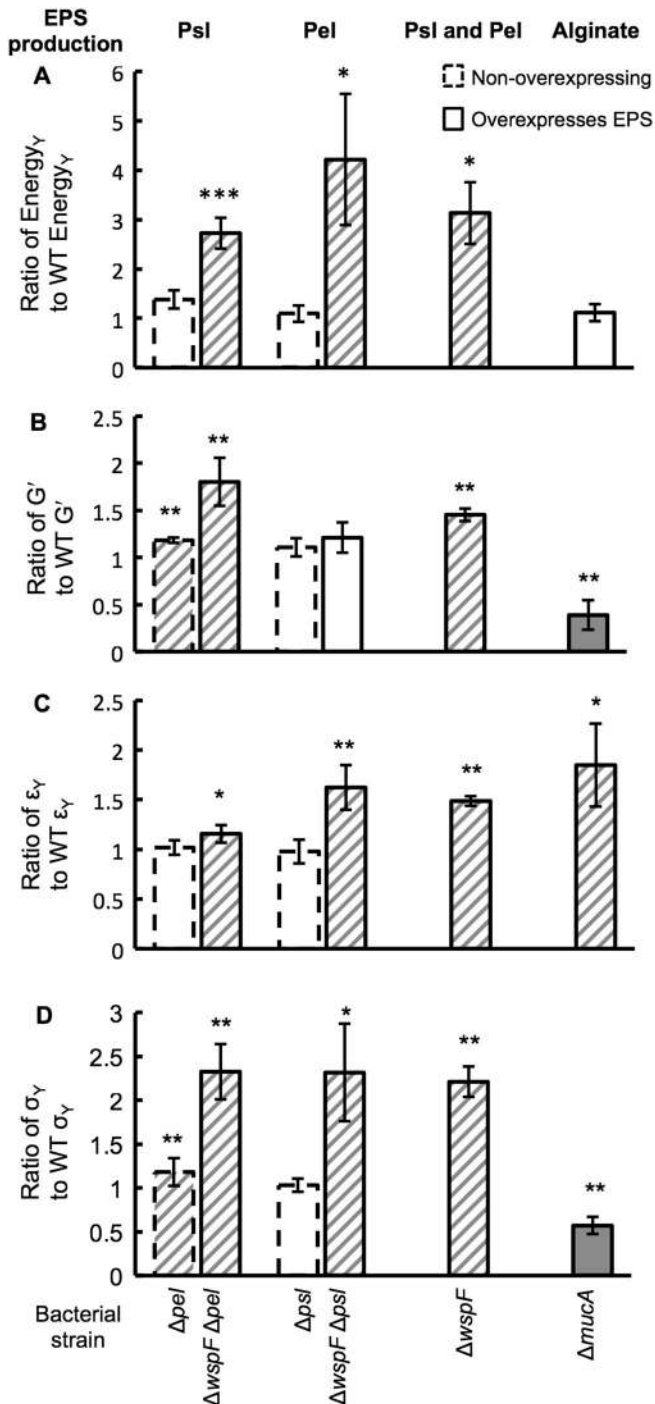 EPS production Psl Pel Psl and Pel Alginate
A
Non-overexpressing
Overexpresses EPS
Ratio of Energy_Y
to WT Energy_Y
6
5
4
3
2
1
0
***
*
*
B
Ratio of G′
to WT G′
2.5
2
1.5
1
0.5
0
**
**
**
**
C
Ratio of ε_Y
to WT ε_Y
2.5
2
1.5
1
0.5
0
*
**
**
*
D
Ratio of σ_Y
to WT σ_Y
3
2.5
2
1.5
1
0.5
0
**
**
*
**
**
Bacterial
strain
Δpel
ΔwspF Δpel
Δpsl
ΔwspF Δpsl
ΔwspF
ΔmucA